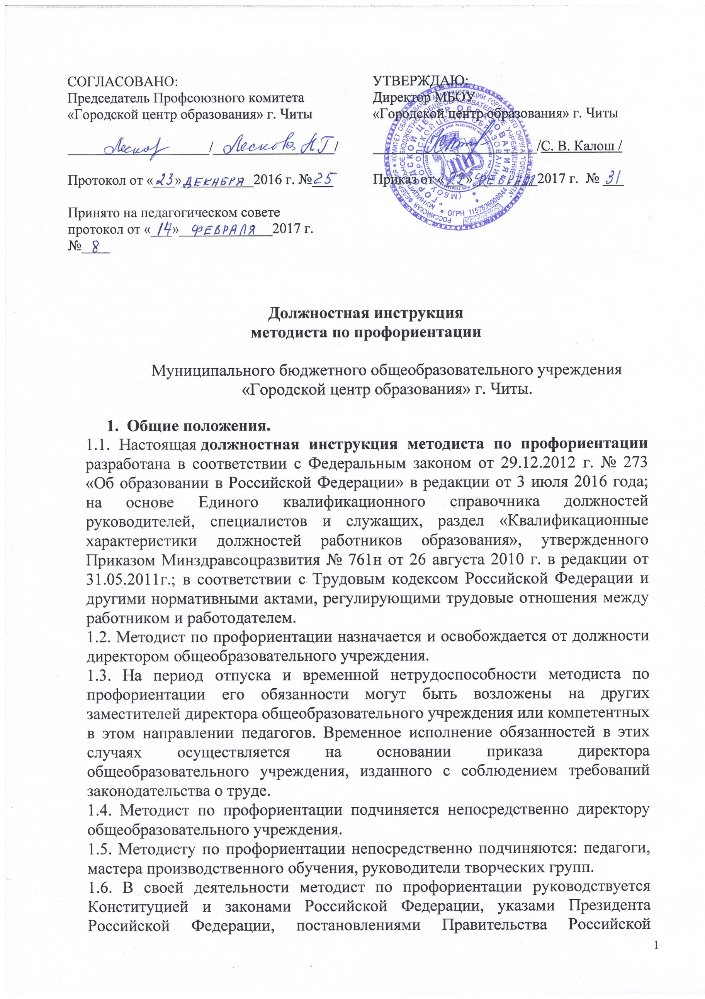 СОГЛАСОВАНО:
Председатель Профсоюзного комитета
«Городской центр образования» г. Читы
/ Лескова Н Г /
Протокол от «23» ДЕКАБРЯ 2016 г. №25
Принято на педагогическом совете
протокол от «14» ФЕВРАЛЯ 2017 г.
№ 8
УТВЕРЖДАЮ:
Директор МБОУ
«Городской центр образования» г. Читы
/С. В. Калош /
Приказ от «22» ФЕВРАЛЯ 2017 г. № 31
ОГРН 1157536006044
Должностная инструкция
методиста по профориентации
Муниципального бюджетного общеобразовательного учреждения
«Городской центр образования» г. Читы.
1. Общие положения.
1.1. Настоящая должностная инструкция методиста по профориентации
разработана в соответствии с Федеральным законом от 29.12.2012 г. № 273
«Об образовании в Российской Федерации» в редакции от 3 июля 2016 года;
на основе Единого квалификационного справочника должностей
руководителей, специалистов и служащих, раздел «Квалификационные
характеристики должностей работников образования», утвержденного
Приказом Минздравсоцразвития № 761н от 26 августа 2010 г. в редакции от
31.05.2011г.; в соответствии с Трудовым кодексом Российской Федерации и
другими нормативными актами, регулирующими трудовые отношения между
работником и работодателем.
1.2. Методист по профориентации назначается и освобождается от должности
директором общеобразовательного учреждения.
1.3. На период отпуска и временной нетрудоспособности методиста по
профориентации его обязанности могут быть возложены на других
заместителей директора общеобразовательного учреждения или компетентных
в этом направлении педагогов. Временное исполнение обязанностей в этих
случаях осуществляется на основании приказа директора
общеобразовательного учреждения, изданного с соблюдением требований
законодательства о труде.
1.4. Методист по профориентации подчиняется непосредственно директору
общеобразовательного учреждения.
1.5. Методисту по профориентации непосредственно подчиняются: педагоги,
мастера производственного обучения, руководители творческих групп.
1.6. В своей деятельности методист по профориентации руководствуется
Конституцией и законами Российской Федерации, указами Президента
Российской Федерации, постановлениями Правительства Российской
1